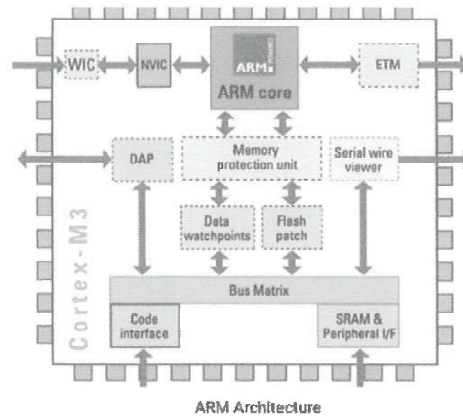 POWERED
ARM
WIC
NVIC
ARM core
ETM
DAP
Memory
protection unit
Serial wire
viewer
Data
watchpoints
Flash
patch
Cortex-M3
Bus Matrix
Code
interface
SRAM &
Peripheral I/F
ARM Architecture